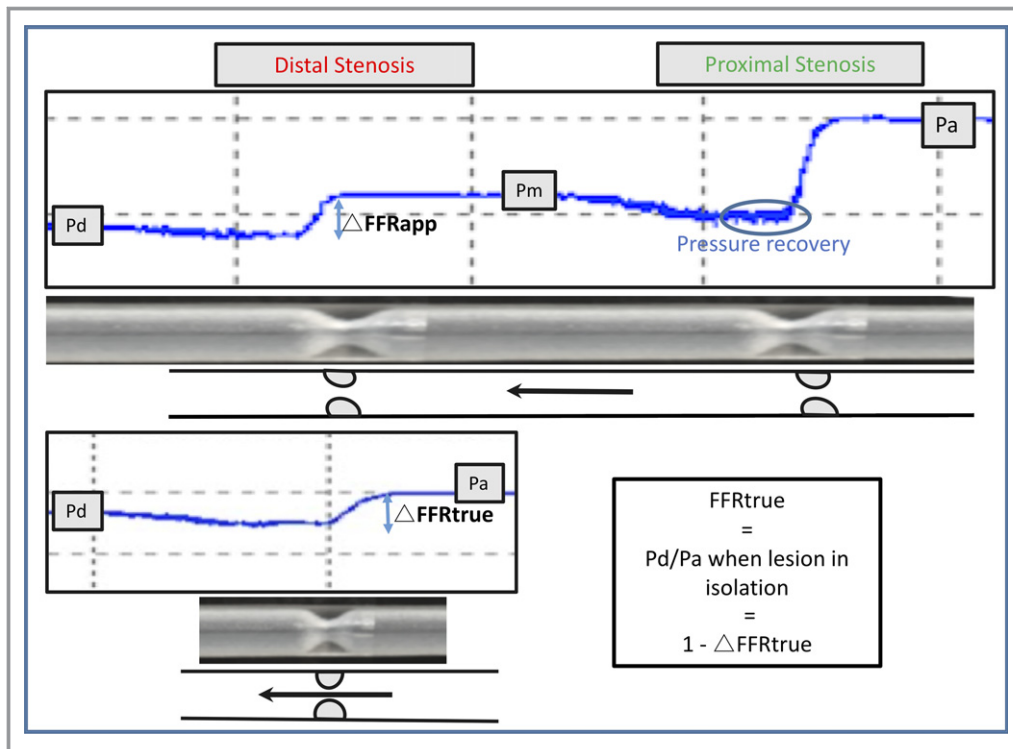 Distal Stenosis
Proximal Stenosis
Pa
Pm
Pd
△FFRapp
Pressure recovery
Pa
Pd
△FFRtrue
FFRtrue
=
Pd/Pa when lesion in
isolation
=
1 - △FFRtrue